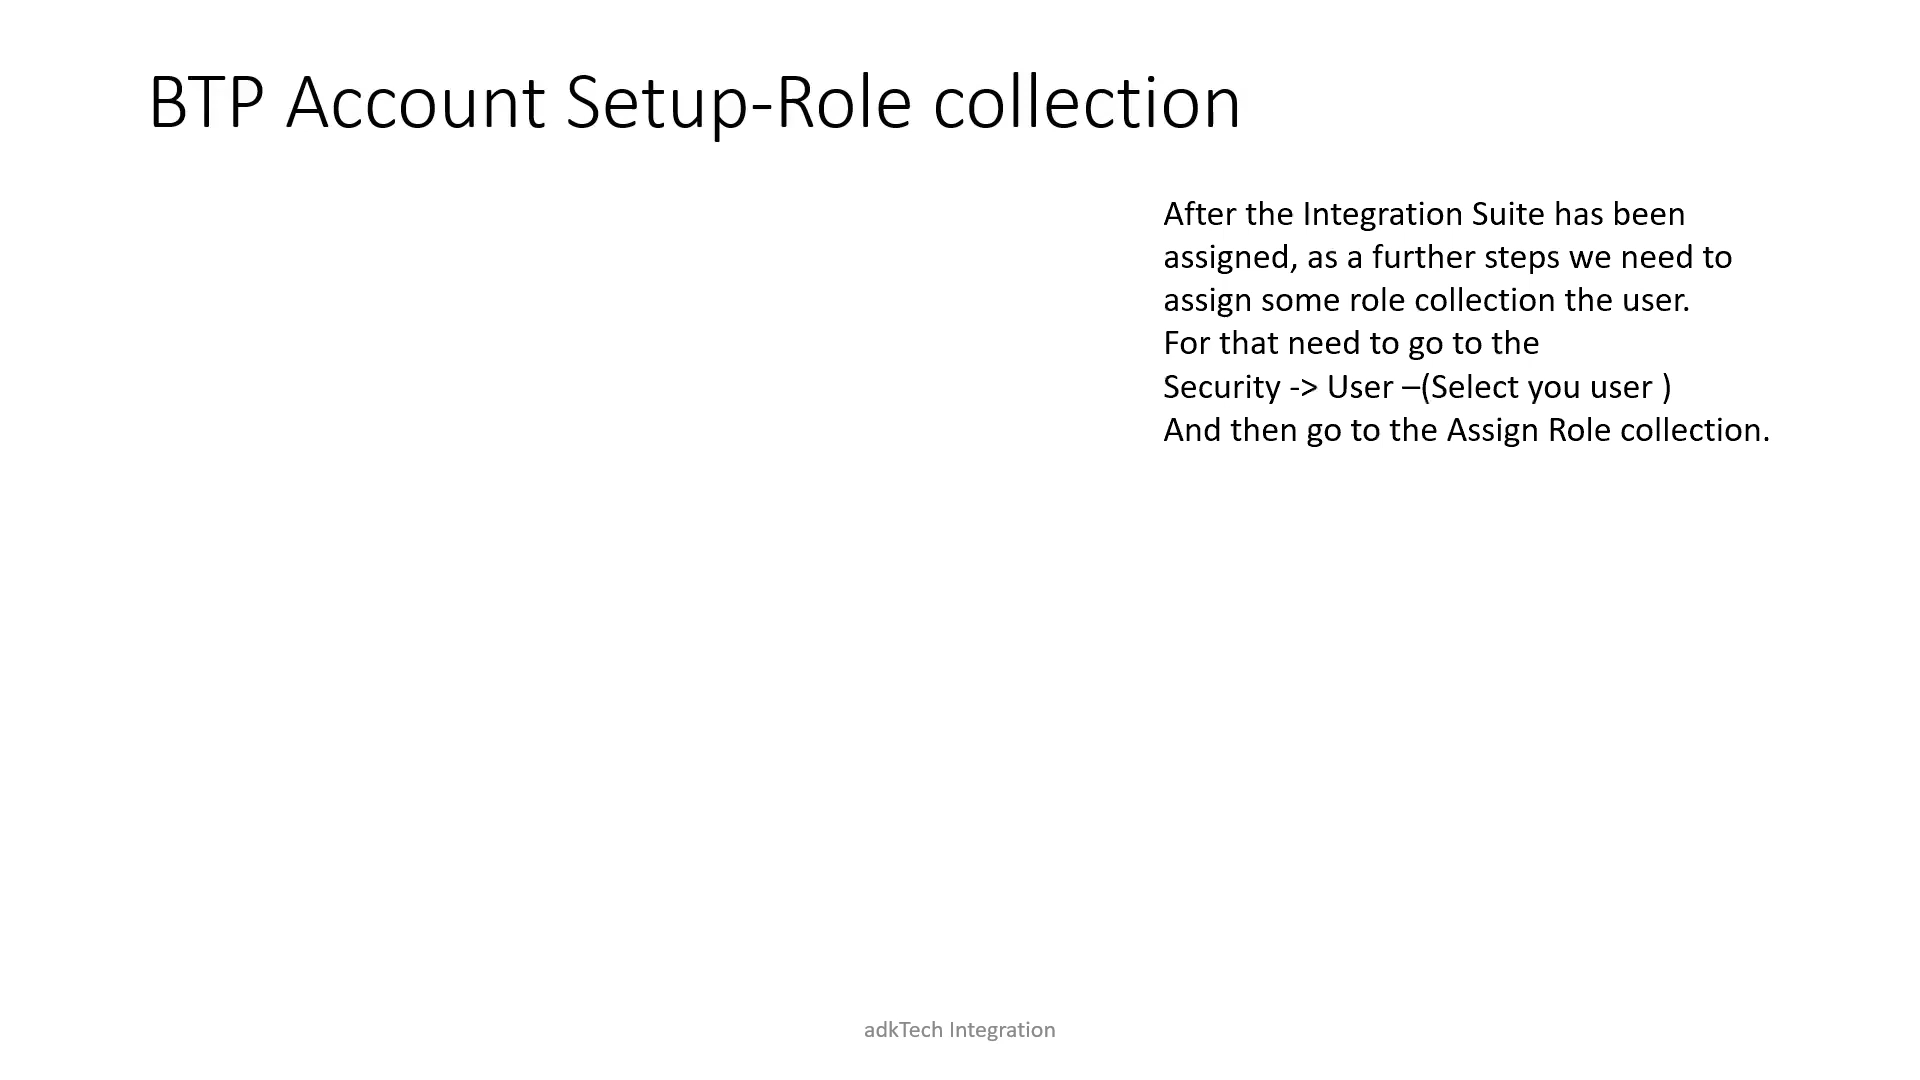 BTP Account Setup-Role collection
After the Integration Suite has been
assigned, as a further steps we need to
assign some role collection the user.
For that need to go to the
Security -> User –(Select you user )
And then go to the Assign Role collection.
adkTech Integration